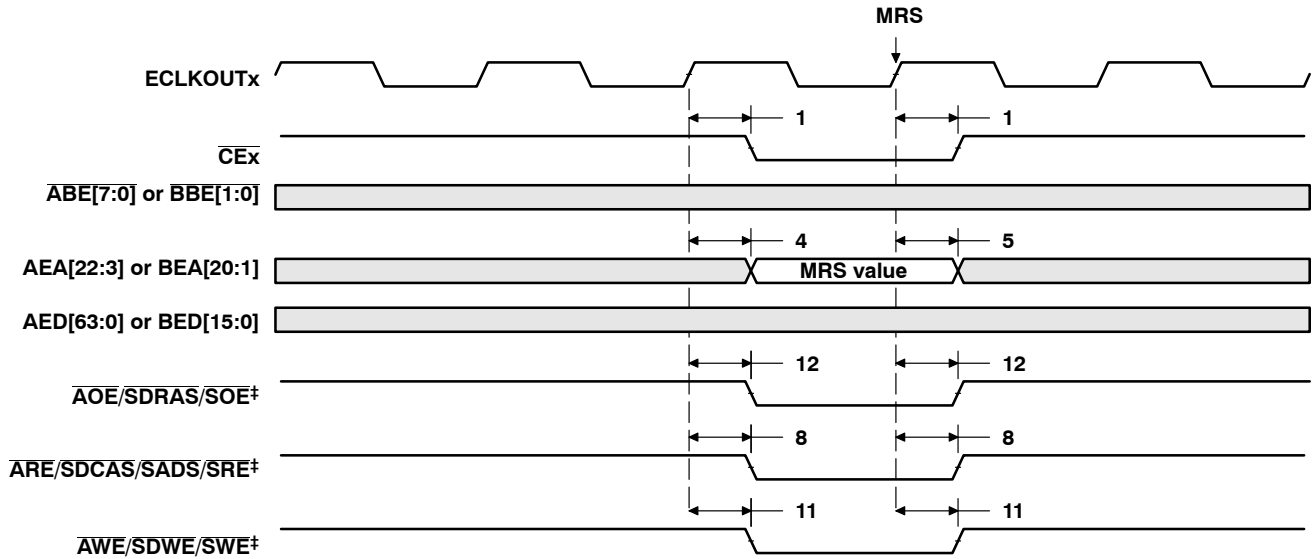 MRS
ECLKOUTx
1 1
CEx
ABE[7:0] or BBE[1:0]
4 5
AEA[22:3] or BEA[20:1] MRS value
AED[63:0] or BED[15:0]
12 12
AOE/SDRAS/SOE‡
8 8
ARE/SDCAS/SADS/SRE‡
11 11
AWE/SDWE/SWE‡